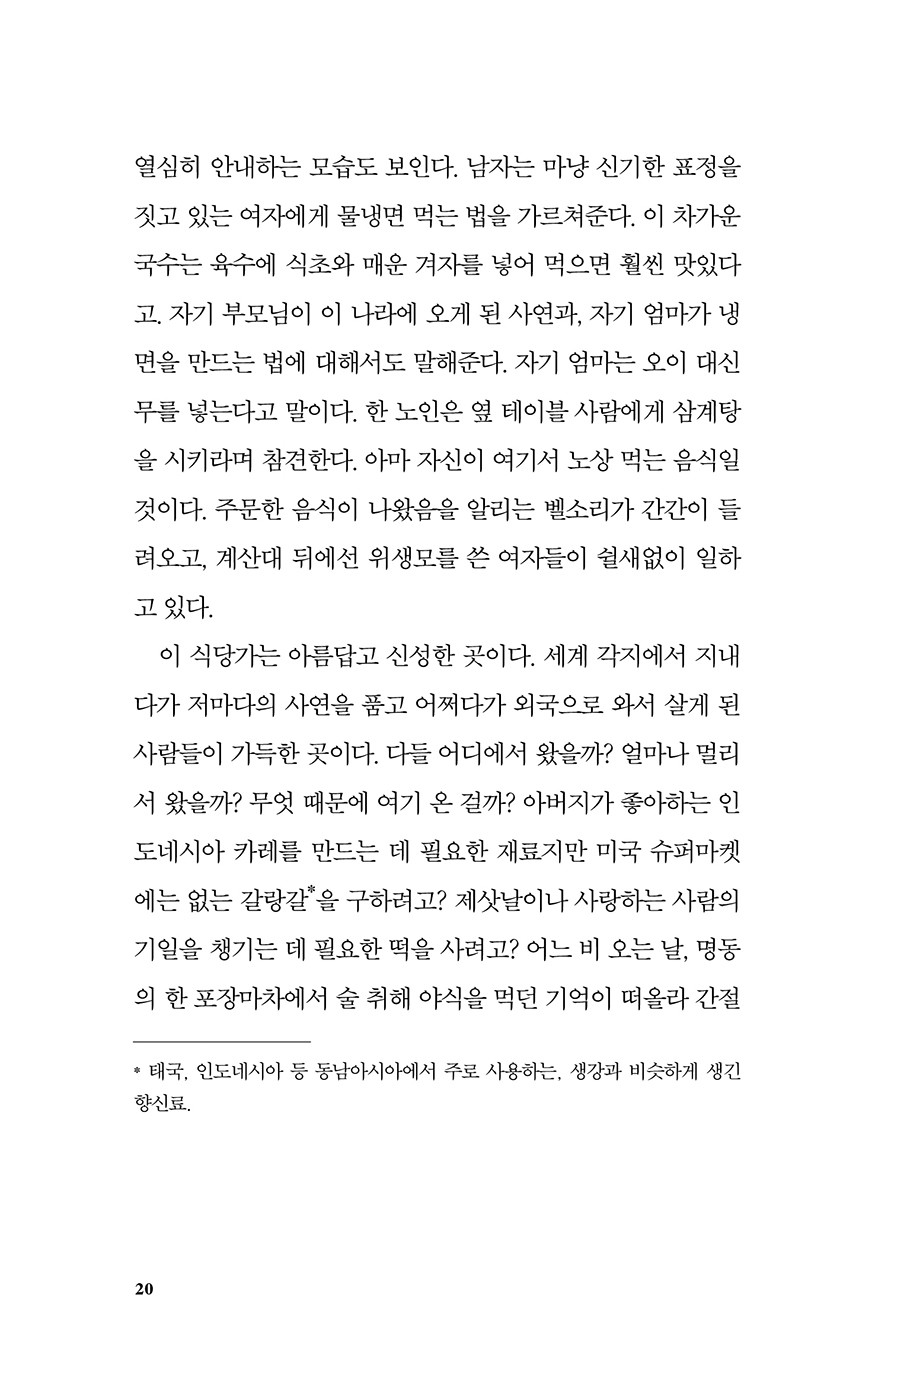 열심히 안내하는 모습도 보인다. 남자는 마냥 신기한 표정을
짓고 있는 여자에게 물냉면 먹는 법을 가르쳐준다. 이 차가운
국수는 육수에 식초와 매운 겨자를 넣어 먹으면 훨씬 맛있다
고. 자기 부모님이 이 나라에 오게 된 사연과, 자기 엄마가 냉
면을 만드는 법에 대해서도 말해준다. 자기 엄마는 오이 대신
무를 넣는다고 말이다. 한 노인은 옆 테이블 사람에게 삼계탕
을 시키라며 참견한다. 아마 자신이 여기서 노상 먹는 음식일
것이다. 주문한 음식이 나왔음을 알리는 벨소리가 간간이 들
려오고, 계산대 뒤에선 위생모를 쓴 여자들이 쉴새없이 일하
고 있다.
이 식당가는 아름답고 신성한 곳이다. 세계 각지에서 지내
다가 저마다의 사연을 품고 어쩌다가 외국으로 와서 살게 된
사람들이 가득한 곳이다. 다들 어디에서 왔을까? 얼마나 멀리
서 왔을까? 무엇 때문에 여기 온 걸까? 아버지가 좋아하는 인
도네시아 카레를 만드는 데 필요한 재료지만 미국 슈퍼마켓
에는 없는 갈랑갈*을 구하려고? 제삿날이나 사랑하는 사람의
기일을 챙기는 데 필요한 떡을 사려고? 어느 비 오는 날, 명동
의 한 포장마차에서 술 취해 야식을 먹던 기억이 떠올라 간절
* 태국, 인도네시아 등 동남아시아에서 주로 사용하는, 생강과 비슷하게 생긴
향신료.
20